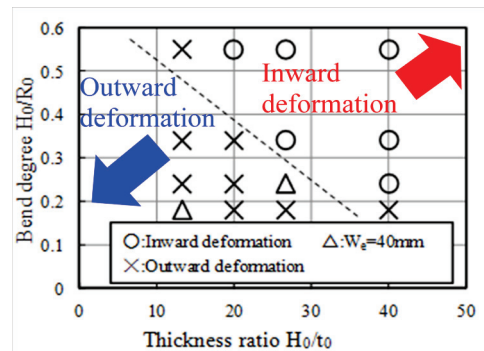 0.6
0.5
0.4
0.3
0.2
0.1
0
Bend degree H₀/R₀
Outward
deformation
Inward
deformation
○:Inward deformation △:Wₑ=40mm
×:Outward deformation
0 10 20 30 40 50
Thickness ratio H₀/t₀